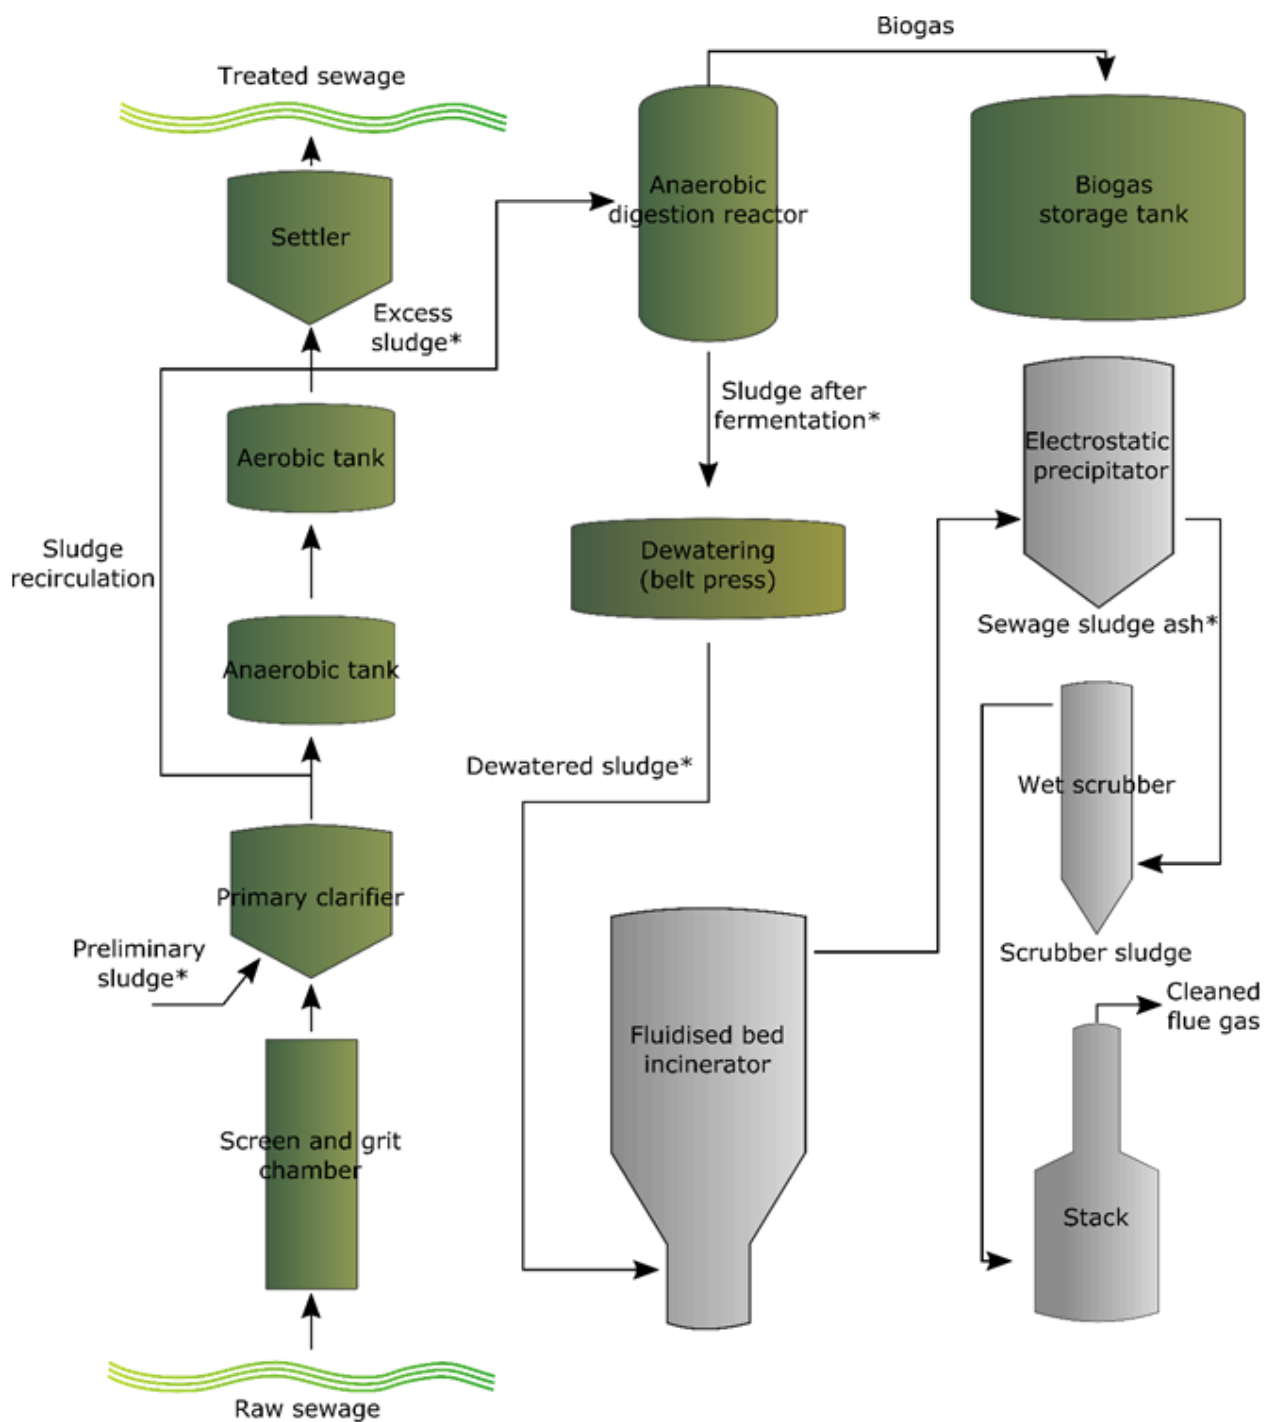 Biogas
Treated sewage
Anaerobic
digestion reactor
Biogas
storage tank
Settler
Excess
sludge*
Sludge after
fermentation*
Electrostatic
precipitator
Aerobic tank
Sludge
recirculation
Dewatering
(belt press)
Sewage sludge ash*
Anaerobic tank
Dewatered sludge*
Wet scrubber
Primary clarifier
Preliminary
sludge*
Scrubber sludge
Cleaned
flue gas
Fluidised bed
incinerator
Screen and grit
chamber
Stack
Raw sewage